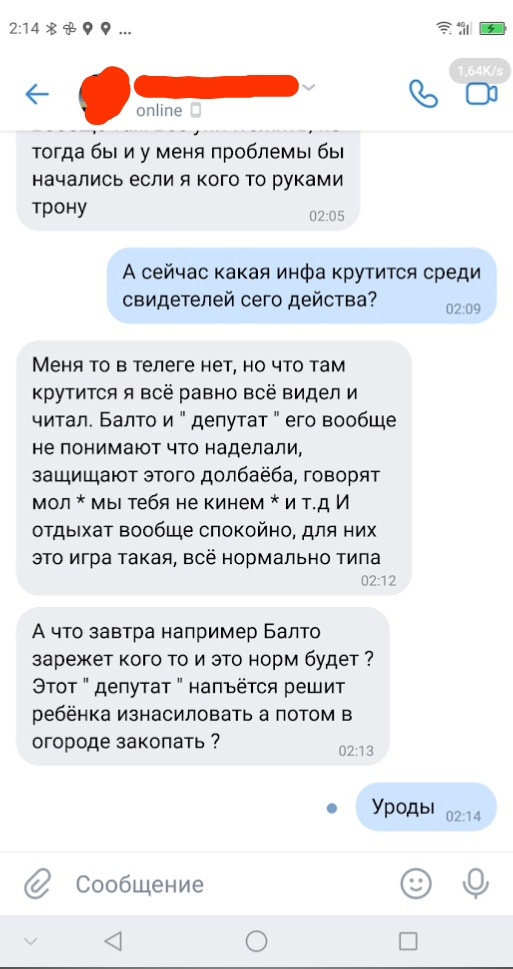 2:14 ...
1,64K/s
online
тогда бы и у меня проблемы бы
начались если я кого то руками
трону
02:05
А сейчас какая инфа крутится среди
свидетелей сего действа?
02:09
Меня то в телеге нет, но что там
крутится я всё равно всё видел и
читал. Балто и " депутат " его вообще
не понимают что наделали,
защищают этого долбаёба, говорят
мол * мы тебя не кинем * и т.д И
отдыхат вообще спокойно, для них
это игра такая, всё нормально типа
02:12
А что завтра например Балто
зарежет кого то и это норм будет ?
Этот " депутат " напъётся решит
ребёнка изнасиловать а потом в
огороде закопать ?
02:13
Уроды 02:14
Сообщение